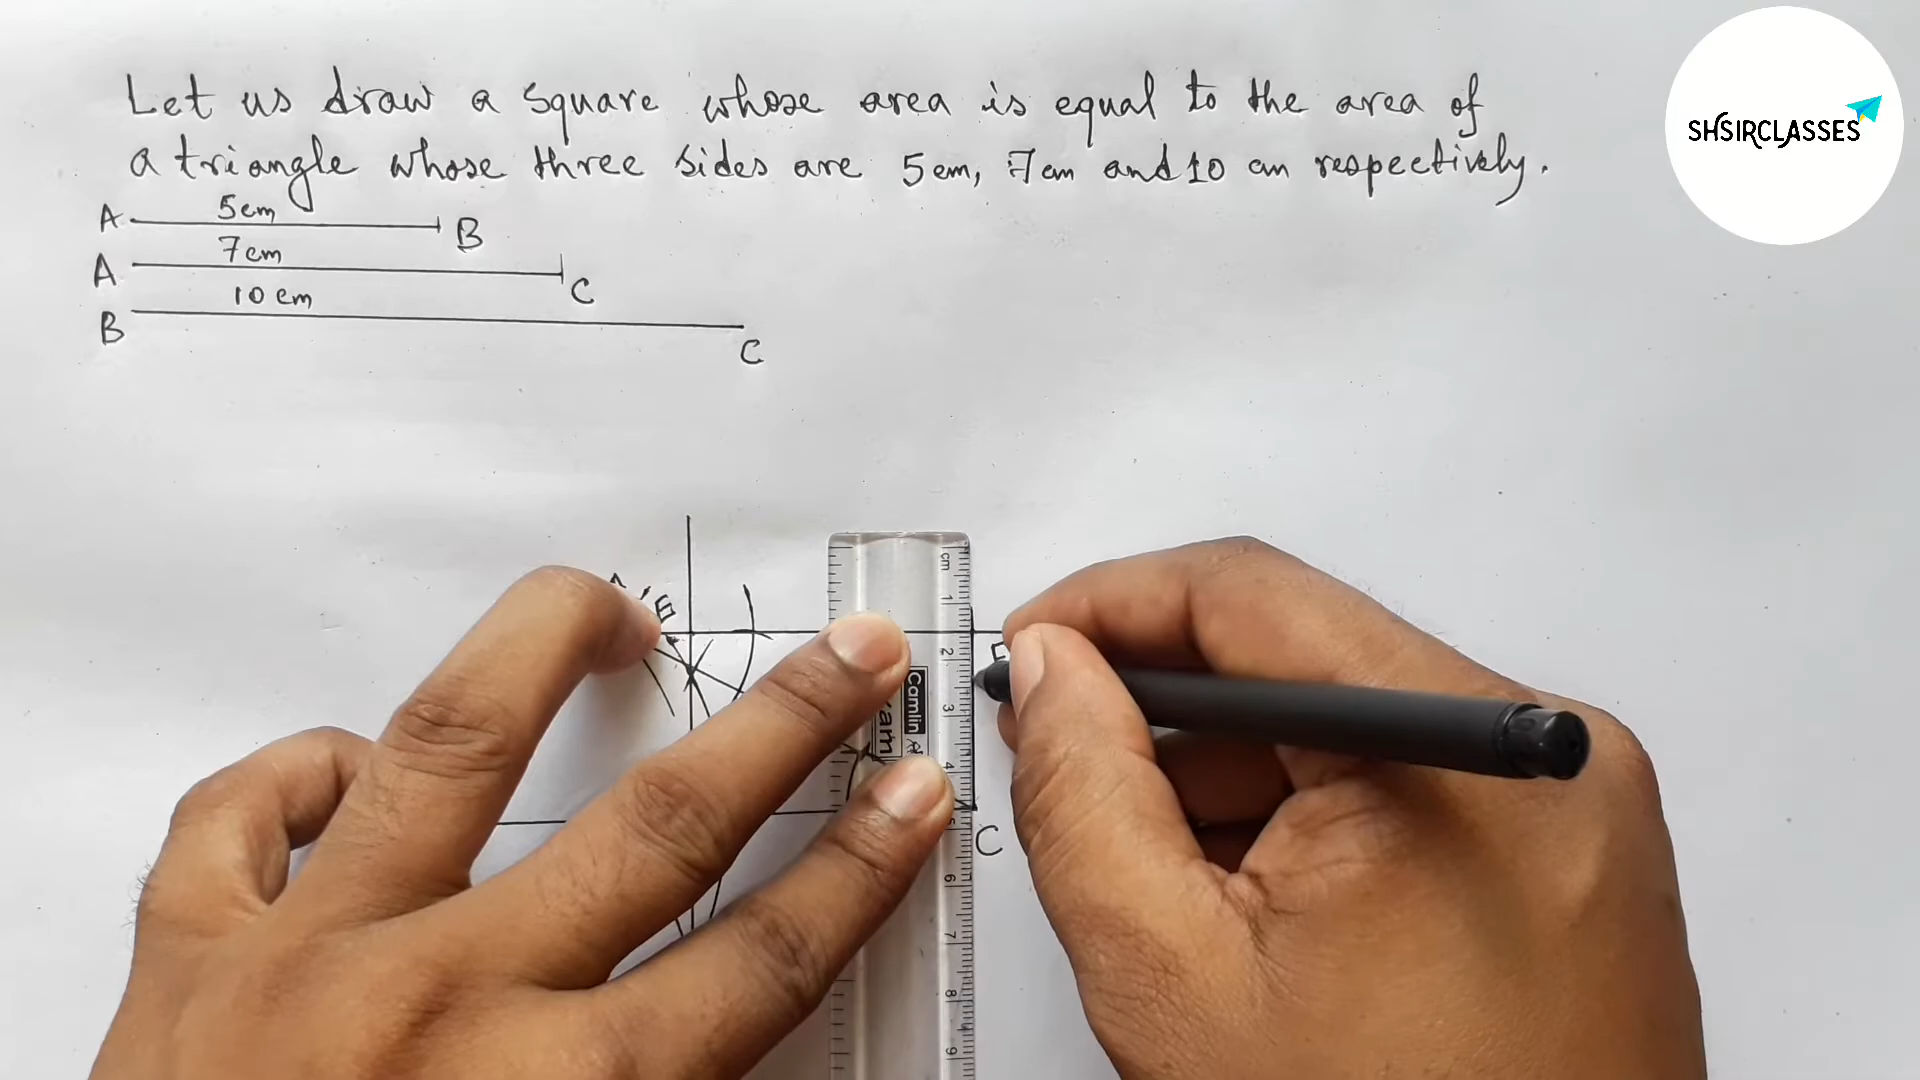 Let us draw a square whose area is equal to the area of
a triangle whose three sides are 5cm, 7cm and 10 cm respectively.
SHSIRCLASSES
A 5cm B
A 7cm C
B 10 cm C
E
cm 1 2 3 4 5 6 7 8 9
Camlin
C